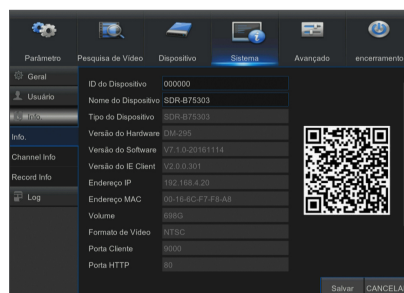 Parâmetro Pesquisa de Vídeo Dispositivo Sistema Avançado encerramento
Geral
Usuário
Info.
Info.
Channel Info
Record Info
Log
ID do Dispositivo 000000
Nome do Dispositivo SDR-B75303
Tipo do Dispositivo SDR-B75303
Versão do Hardware DM-295
Versão do Software V7.1.0-20161114
Versão do IE Client V2.0.0.301
Endereço IP 192.168.4.20
Endereço MAC 00-16-6C-F7-F8-A8
Volume 698G
Formato de Vídeo NTSC
Porta Cliente 9000
Porta HTTP 80
Salvar CANCELA